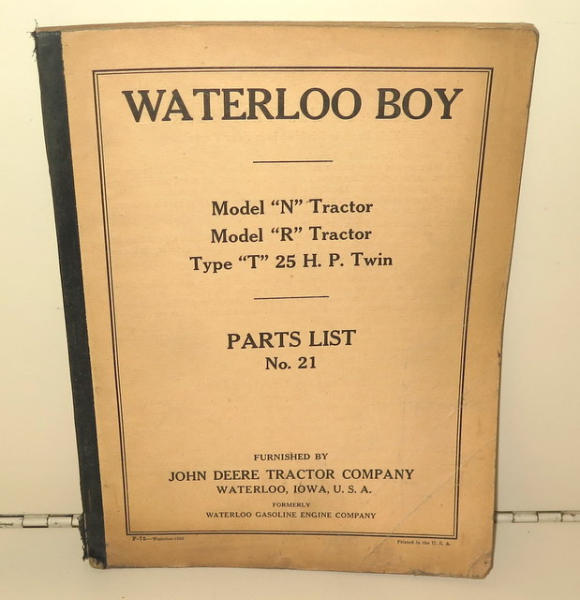 WATERLOO BOY
Model "N" Tractor
Model "R" Tractor
Type "T" 25 H. P. Twin
PARTS LIST
No. 21
FURNISHED BY
JOHN DEERE TRACTOR COMPANY
WATERLOO, IOWA, U. S. A.
FORMERLY
WATERLOO GASOLINE ENGINE COMPANY
Printed in the U. S. A.